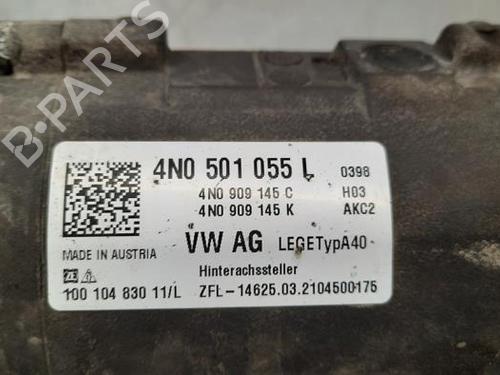 4N0 501 055 L 0398
4N0 909 145 C H03
4N0 909 145 K AKC2
MADE IN AUSTRIA VW AG LEGETypA40
ZF Hinterachssteller
100 104 830 11/L ZFL-14625.03.2104500175
B-PARTS